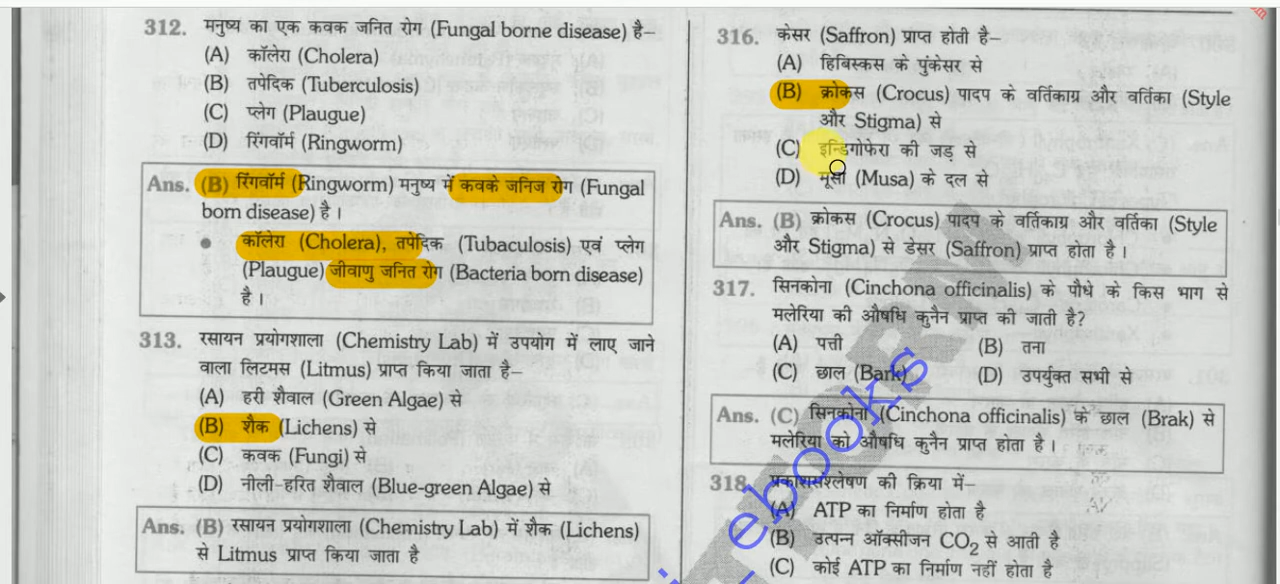 312. मनुष्य का एक कवक जनित रोग (Fungal borne disease) है–
(A) कॉलेरा (Cholera)
(B) तपेदिक (Tuberculosis)
(C) प्लेग (Plaugue)
(D) रिंगवॉर्म (Ringworm)
Ans. (B) रिंगवॉर्म (Ringworm) मनुष्य में कवके जनिज रोग (Fungal
born disease) है।
● कॉलेरा (Cholera), तपेदिक (Tubaculosis) एवं प्लेग
(Plaugue) जीवाणु जनित रोग (Bacteria born disease)
है।
313. रसायन प्रयोगशाला (Chemistry Lab) में उपयोग में लाए जाने
वाला लिटमस (Litmus) प्राप्त किया जाता है–
(A) हरी शैवाल (Green Algae) से
(B) शैक (Lichens) से
(C) कवक (Fungi) से
(D) नीली-हरित शैवाल (Blue-green Algae) से
Ans. (B) रसायन प्रयोगशाला (Chemistry Lab) में शैक (Lichens)
से Litmus प्राप्त किया जाता है
316. केसर (Saffron) प्राप्त होती है–
(A) हिबिस्कस के पुंकेसर से
(B) क्रोकस (Crocus) पादप के वर्तिकाग्र और वर्तिका (Style
और Stigma) से
(C) इन्डिगोफेरा की जड़ से
(D) मूसा (Musa) के दल से
Ans. (B) क्रोकस (Crocus) पादप के वर्तिकाग्र और वर्तिका (Style
और Stigma) से डेसर (Saffron) प्राप्त होता है।
317. सिनकोना (Cinchona officinalis) के पौधे के किस भाग से
मलेरिया की औषधि कुनैन प्राप्त की जाती है?
(A) पत्ती (B) तना
(C) छाल (Bark) (D) उपर्युक्त सभी से
Ans. (C) सिनकोना (Cinchona officinalis) के छाल (Brak) से
मलेरिया को औषधि कुनैन प्राप्त होता है।
318. प्रकाशसंश्लेषण की क्रिया में–
(A) ATP का निर्माण होता है
(B) उत्पन्न ऑक्सीजन CO₂ से आती है
(C) कोई ATP का निर्माण नहीं होता है
ebooks